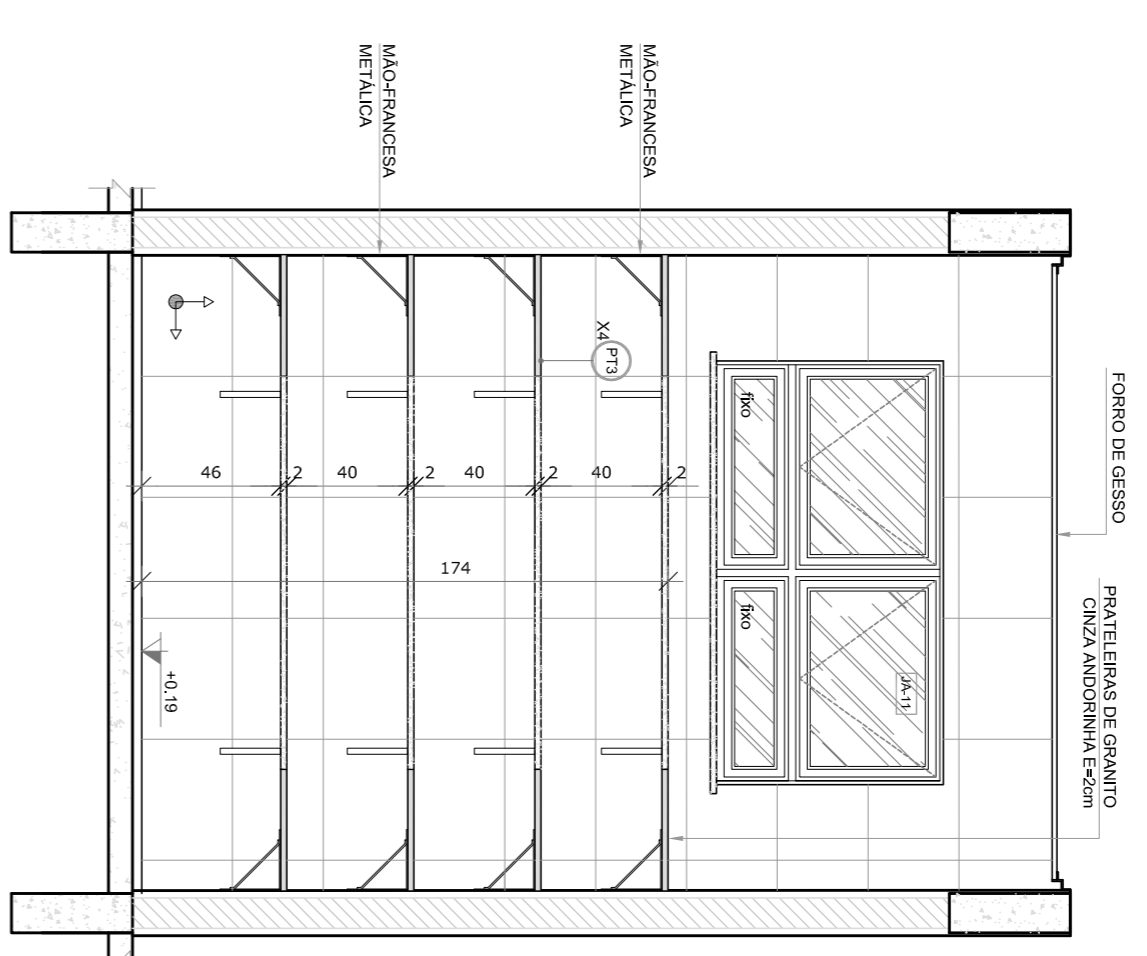 MÃO-FRANCESA
METÁLICA
MÃO-FRANCESA
METÁLICA
FORRO DE GESSO
PRATELEIRAS DE GRANITO
CINZA ANDORINHA E=2cm
PT3
X4
fixo
fixo
JA-11
46
2
40
2
40
2
40
2
174
+0.19